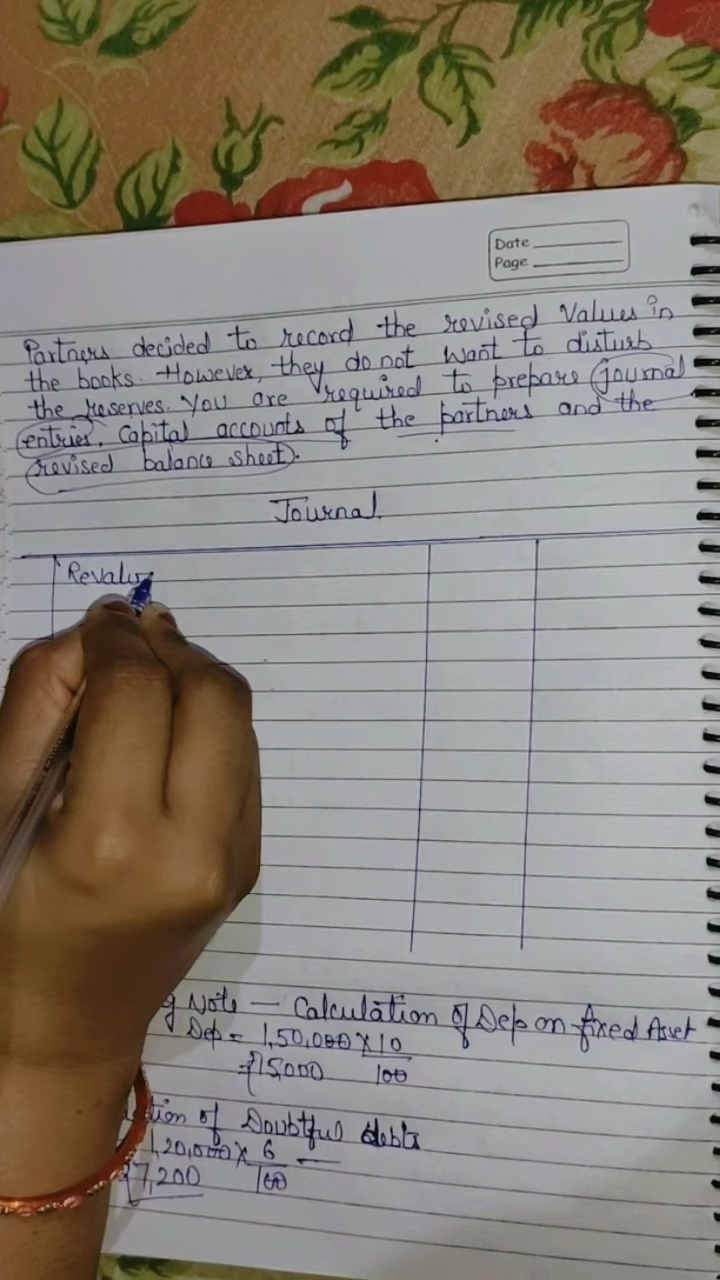 Date
Page
Partners decided to record the revised Values in
the books. However, they do not want to disturb
the reserves. You are required to prepare journal
entries, Capital accounts of the partners and the
revised balance sheet.
Journal
Revalu
g Note — Calculation of Dep on fixed Asset
Dep = 1,50,000 × 10
= ₹15,000 100
tion of Doubtful debts
1,20,000 × 6
₹7,200 100